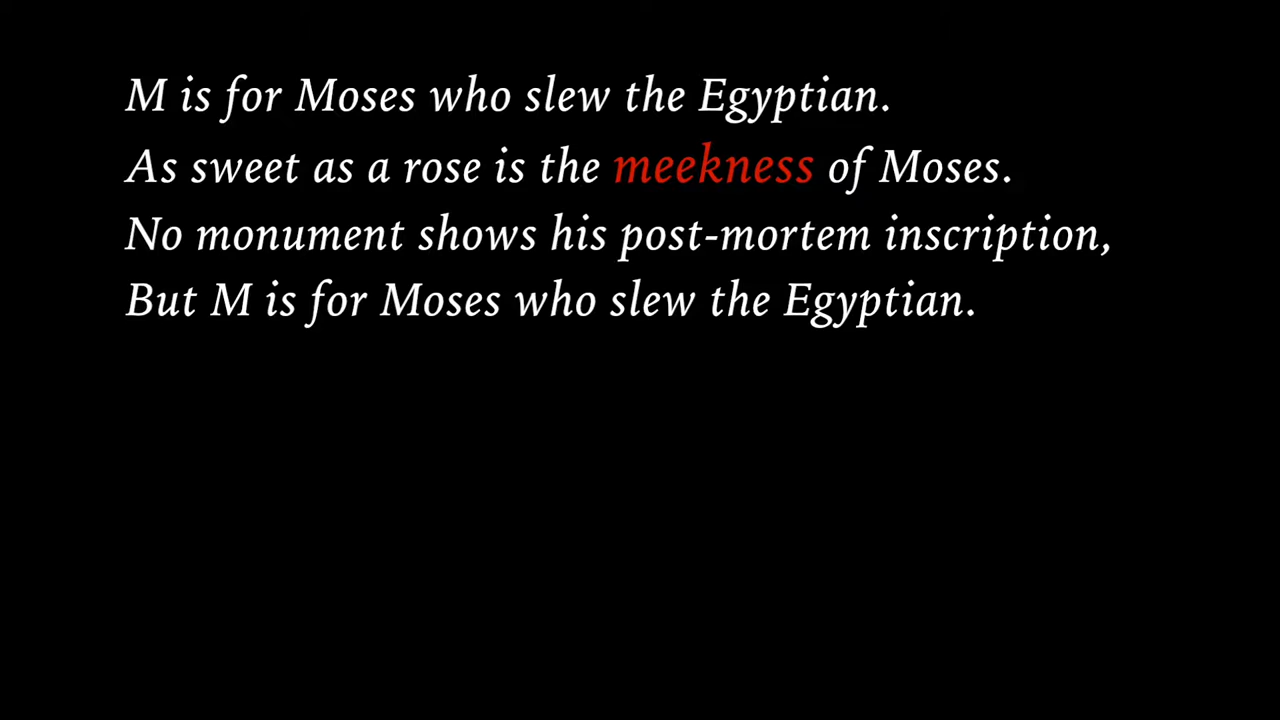 M is for Moses who slew the Egyptian.
As sweet as a rose is the meekness of Moses.
No monument shows his post-mortem inscription,
But M is for Moses who slew the Egyptian.